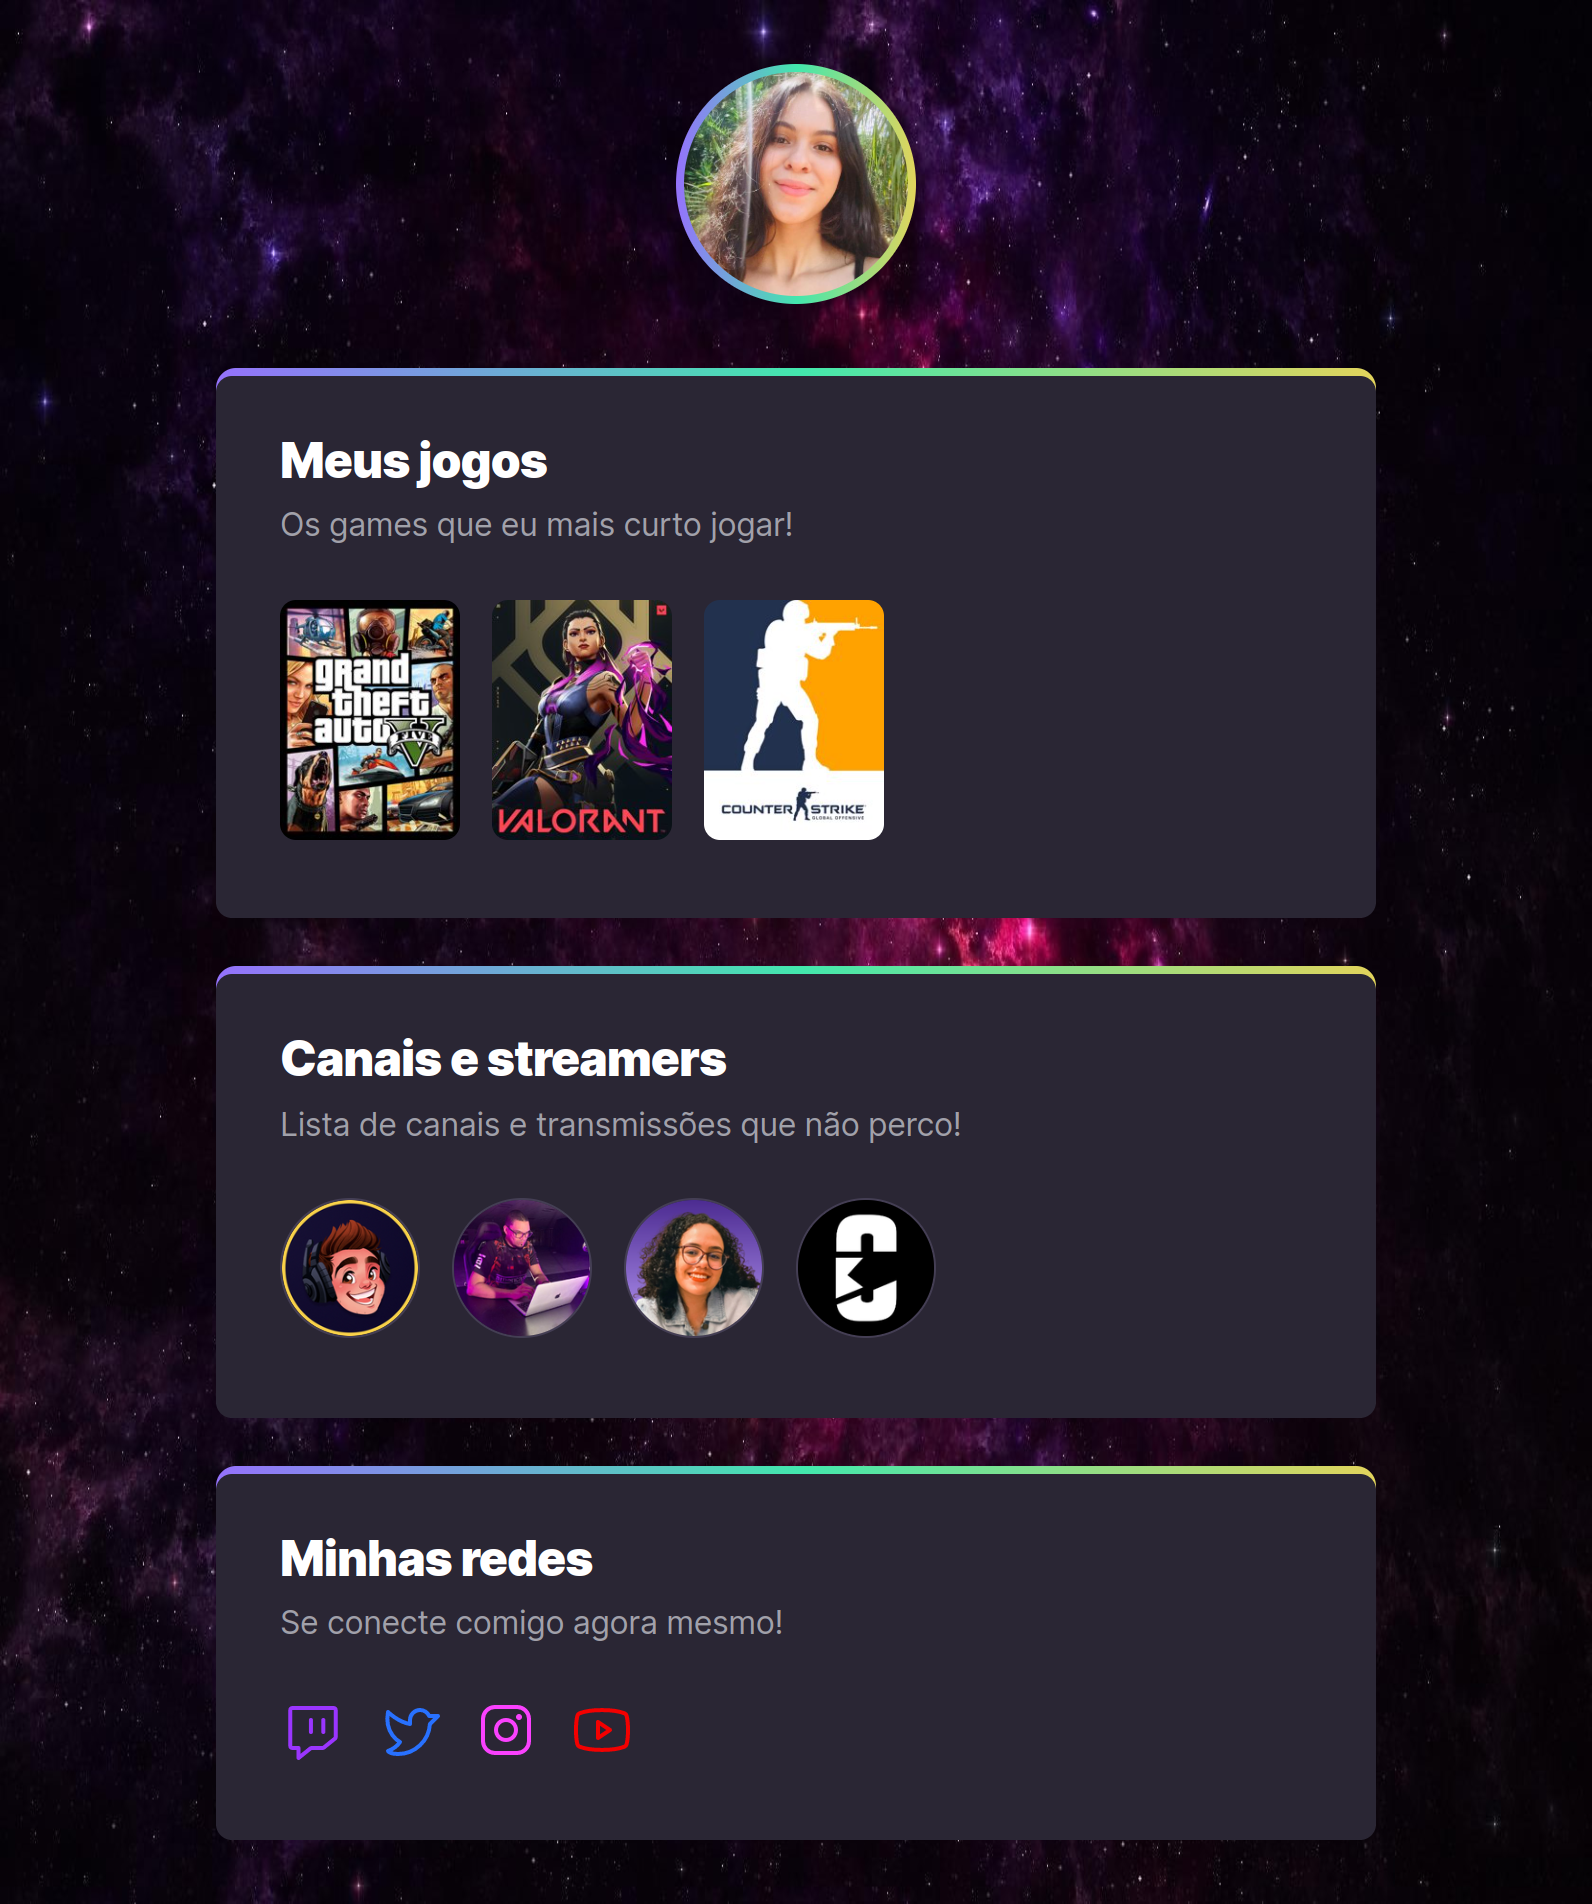 Meus jogos
Os games que eu mais curto jogar!
grand
theft
auto
FIVE
VALORANT
COUNTER STRIKE
GLOBAL OFFENSIVE
Canais e streamers
Lista de canais e transmissões que não perco!
Minhas redes
Se conecte comigo agora mesmo!